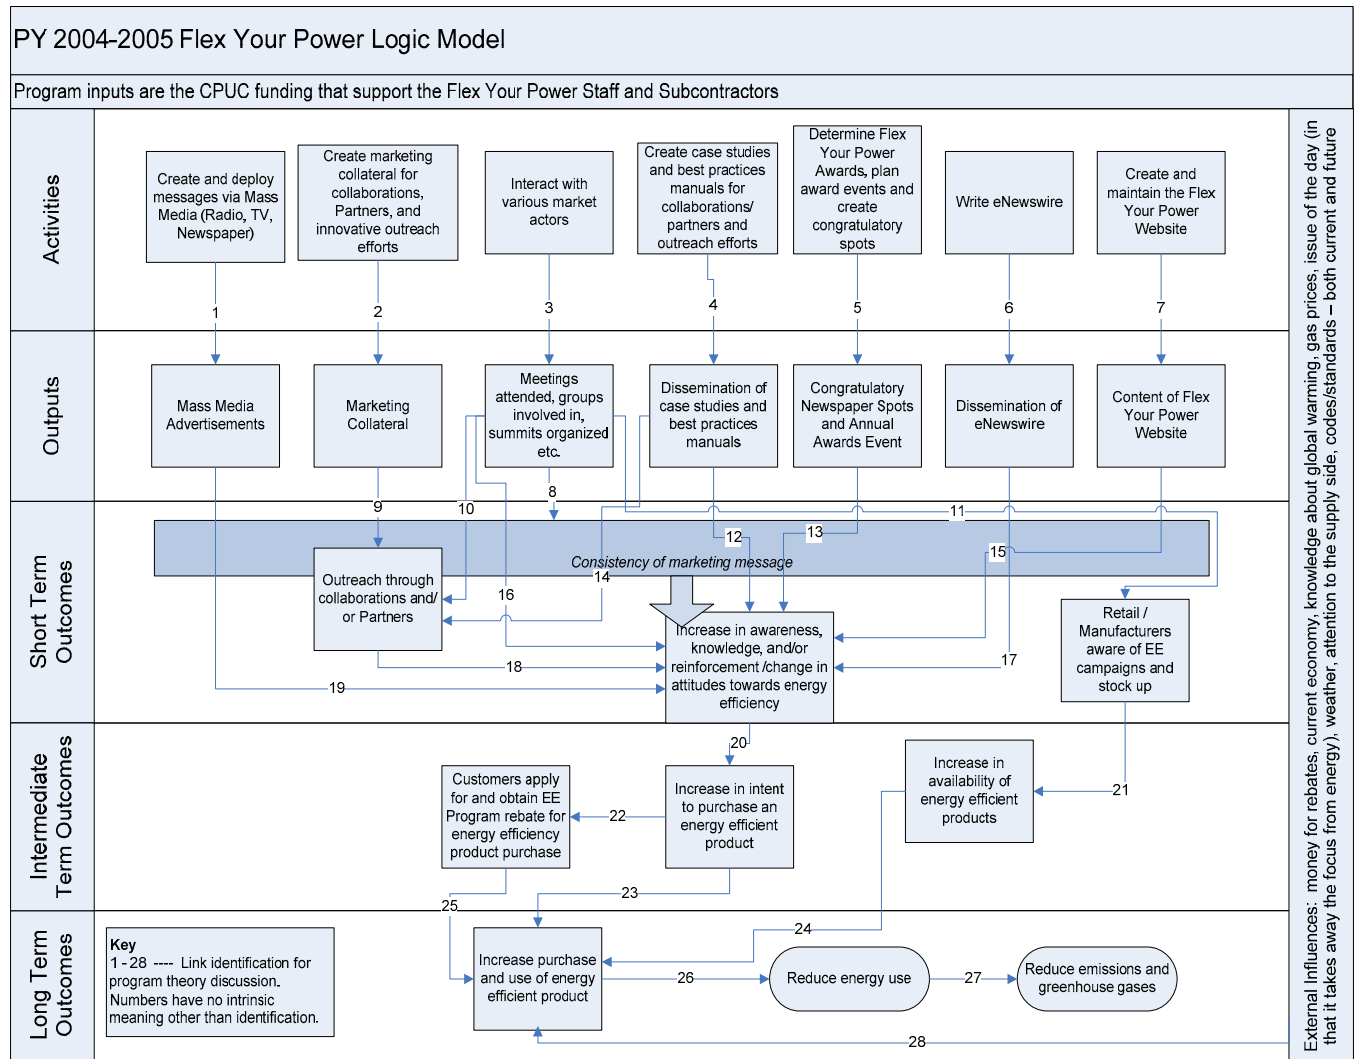 PY 2004-2005 Flex Your Power Logic Model
Program inputs are the CPUC funding that support the Flex Your Power Staff and Subcontractors
Activities
Create and deploy
messages via Mass
Media (Radio, TV,
Newspaper)
Create marketing
collateral for
collaborations,
Partners, and
innovative outreach
efforts
Interact with
various market
actors
Create case studies
and best practices
manuals for
collaborations/
partners and
outreach efforts
Determine Flex
Your Power
Awards, plan
award events and
create
congratulatory
spots
Write eNewswire
Create and
maintain the Flex
Your Power
Website
1
2
3
4
5
6
7
Outputs
Mass Media
Advertisements
Marketing
Collateral
Meetings
attended, groups
involved in,
summits organized
etc.
Dissemination of
case studies and
best practices
manuals
Congratulatory
Newspaper Spots
and Annual
Awards Event
Dissemination of
eNewswire
Content of Flex
Your Power
Website
8
9
10
11
12
13
14
15
16
17
18
19
Short Term
Outcomes
Consistency of marketing message
Outreach through
collaborations and/
or Partners
Increase in awareness,
knowledge, and/or
reinforcement /change in
attitudes towards energy
efficiency
Retail /
Manufacturers
aware of EE
campaigns and
stock up
Intermediate
Term Outcomes
20
21
22
23
24
25
Customers apply
for and obtain EE
Program rebate for
energy efficiency
product purchase
Increase in intent
to purchase an
energy efficient
product
Increase in
availability of
energy efficient
products
Long Term
Outcomes
Key
1 - 28 ---- Link identification for
program theory discussion.
Numbers have no intrinsic
meaning other than identification.
Increase purchase
and use of energy
efficient product
26
Reduce energy use
27
Reduce emissions and
greenhouse gases
28
External Influences: money for rebates, current economy, knowledge about global warming, gas prices, issue of the day (in
that it takes away the focus from energy), weather, attention to the supply side, codes/standards – both current and future